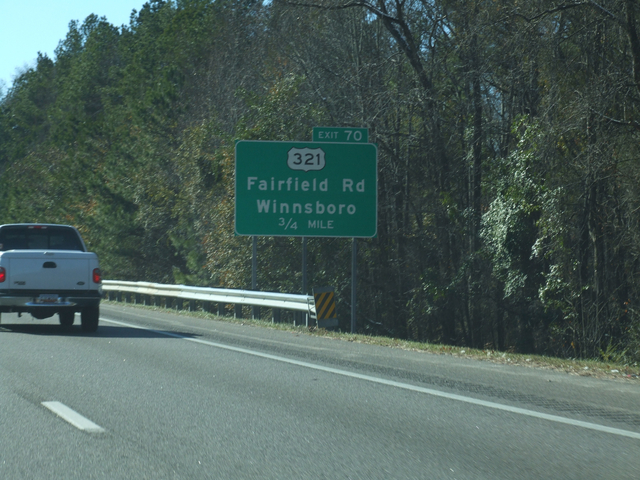 EXIT 70
321
Fairfield Rd
Winnsboro
3/4 MILE